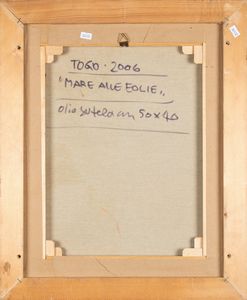 TOGO · 2006
"MARE ALLE EOLIE„
olio su tela cm 50x40